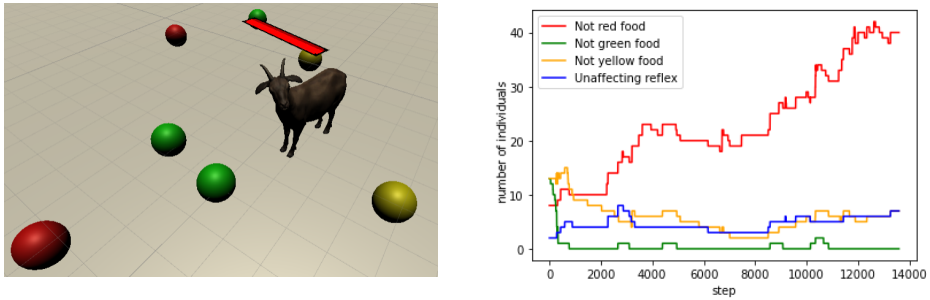 Not red food
Not green food
Not yellow food
Unaffecting reflex
number of individuals
40
30
20
10
0
0 2000 4000 6000 8000 10000 12000 14000
step